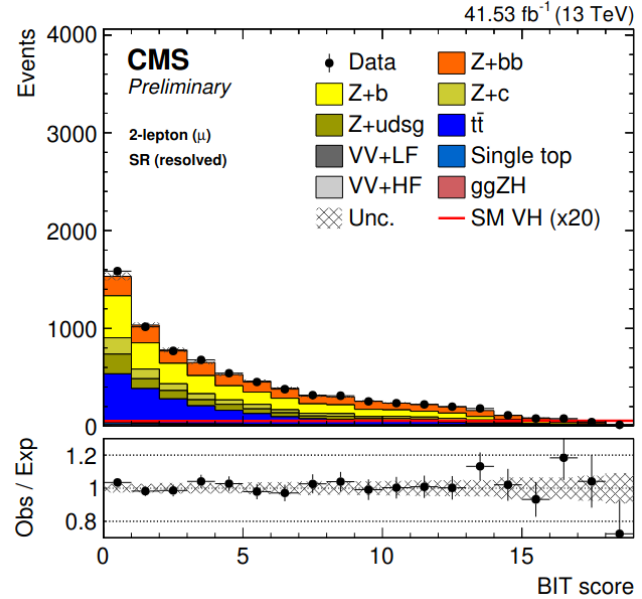 41.53 fb⁻¹ (13 TeV)
Events
4000
3000
2000
1000
0
CMS
Preliminary
2-lepton (μ)
SR (resolved)
Data
Z+bb
Z+b
Z+c
Z+udsg
tt̄
VV+LF
Single top
VV+HF
ggZH
Unc.
SM VH (x20)
Obs / Exp
1.2
1
0.8
0 5 10 15
BIT score